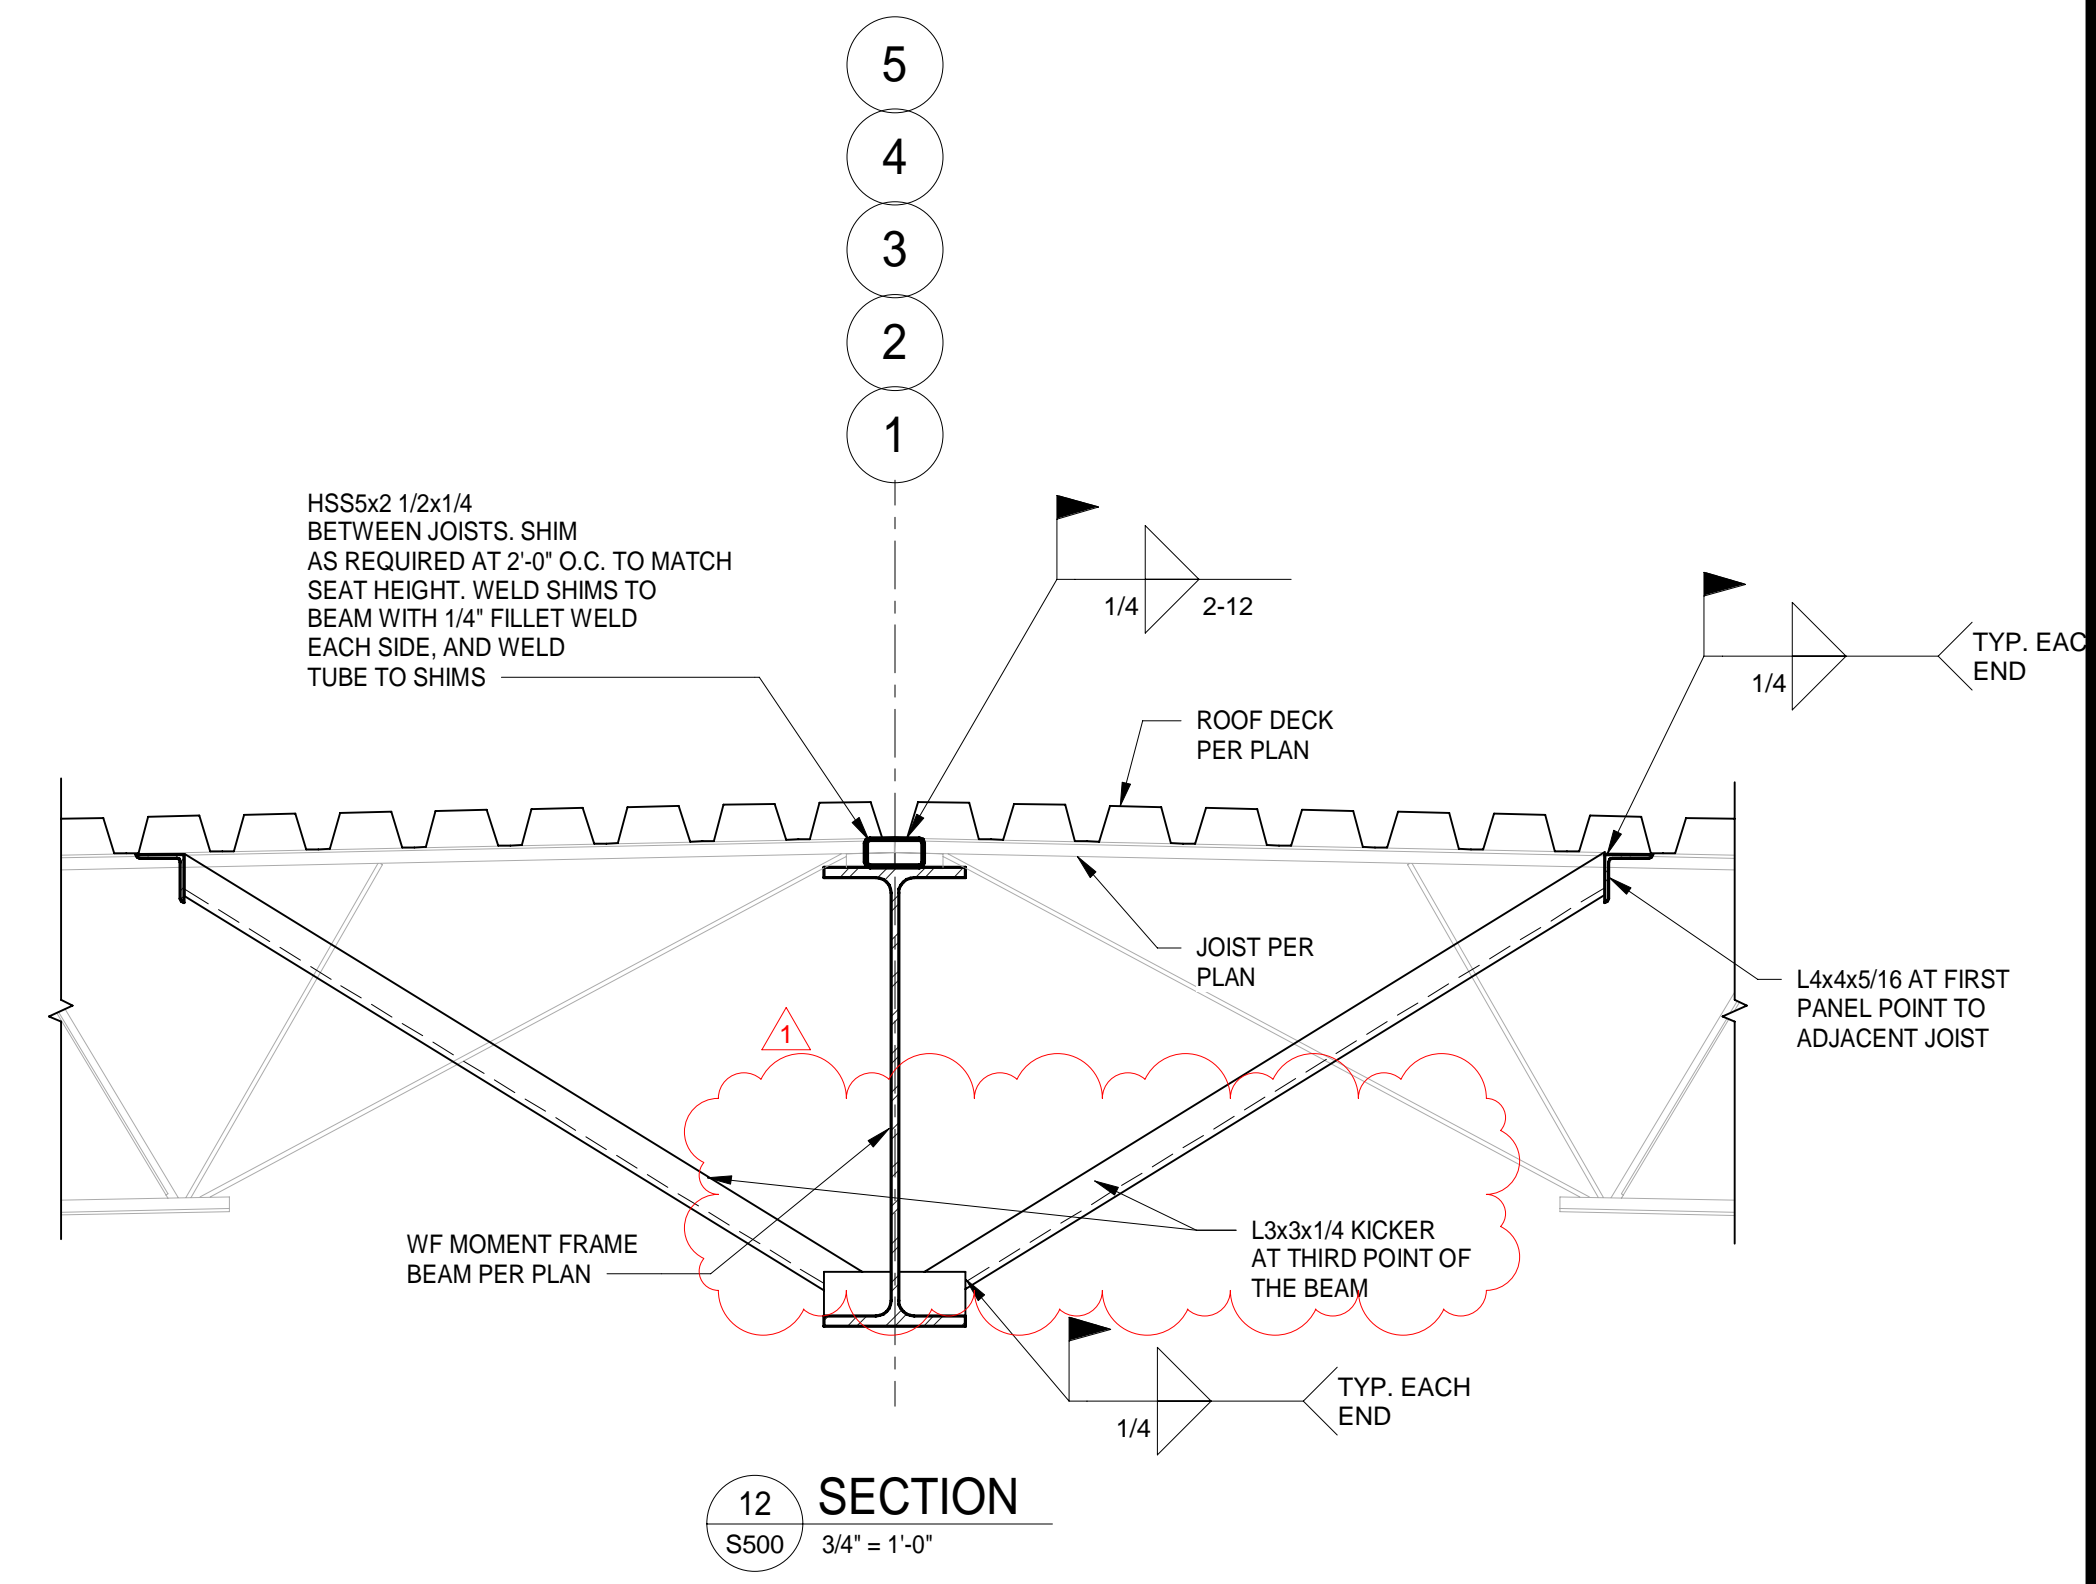 5
4
3
2
1
HSS5x2 1/2x1/4
BETWEEN JOISTS. SHIM
AS REQUIRED AT 2'-0" O.C. TO MATCH
SEAT HEIGHT. WELD SHIMS TO
BEAM WITH 1/4" FILLET WELD
EACH SIDE, AND WELD
TUBE TO SHIMS
1/4
2-12
1/4
TYP. EAC
END
ROOF DECK
PER PLAN
JOIST PER
PLAN
L4x4x5/16 AT FIRST
PANEL POINT TO
ADJACENT JOIST
1
WF MOMENT FRAME
BEAM PER PLAN
L3x3x1/4 KICKER
AT THIRD POINT OF
THE BEAM
1/4
TYP. EACH
END
12
S500
SECTION
3/4" = 1'-0"